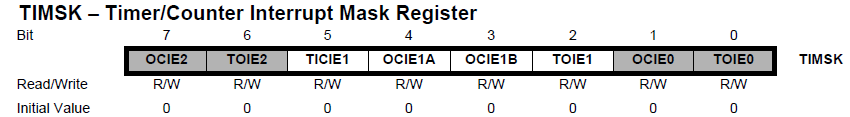 TIMSK – Timer/Counter Interrupt Mask Register
Bit 7 6 5 4 3 2 1 0
OCIE2 TOIE2 TICIE1 OCIE1A OCIE1B TOIE1 OCIE0 TOIE0 TIMSK
Read/Write R/W R/W R/W R/W R/W R/W R/W R/W
Initial Value 0 0 0 0 0 0 0 0